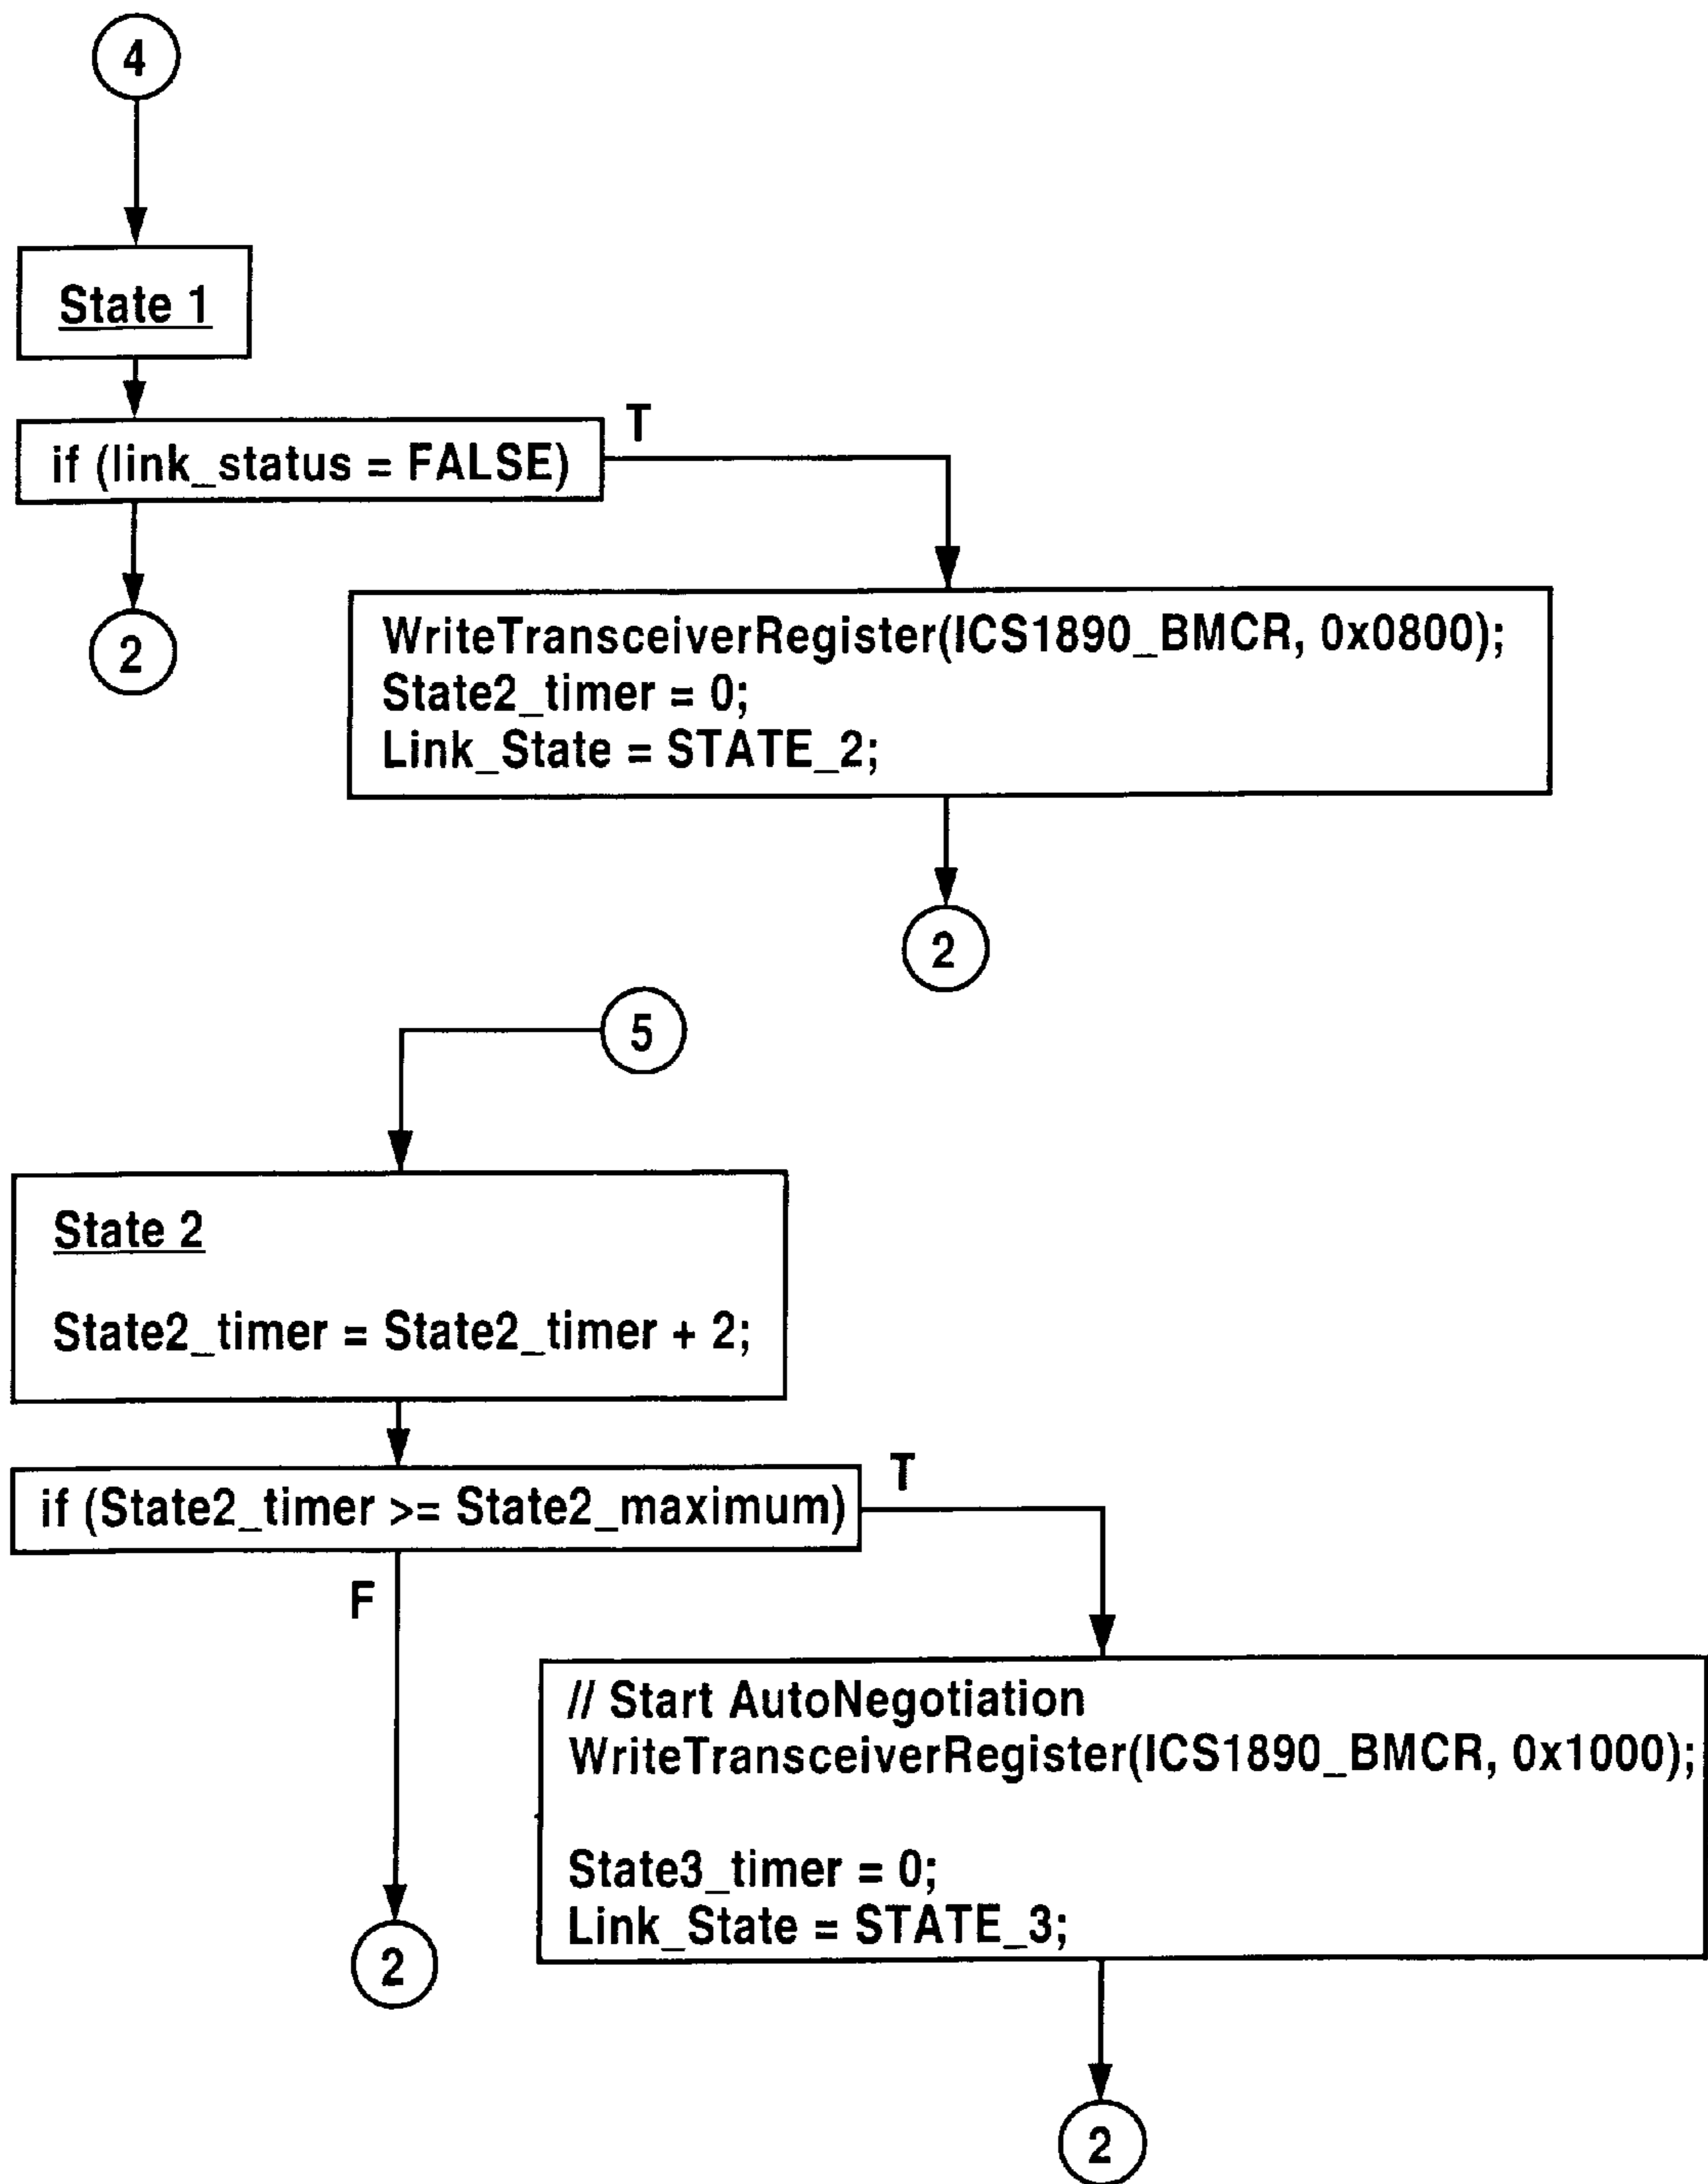 4
State 1
if (link_status = FALSE)
T
2
WriteTransceiverRegister(ICS1890_BMCR, 0x0800);
State2_timer = 0;
Link_State = STATE_2;
2
5
State 2
State2_timer = State2_timer + 2;
if (State2_timer >= State2_maximum)
T
F
// Start AutoNegotiation
WriteTransceiverRegister(ICS1890_BMCR, 0x1000);
State3_timer = 0;
Link_State = STATE_3;
2
2